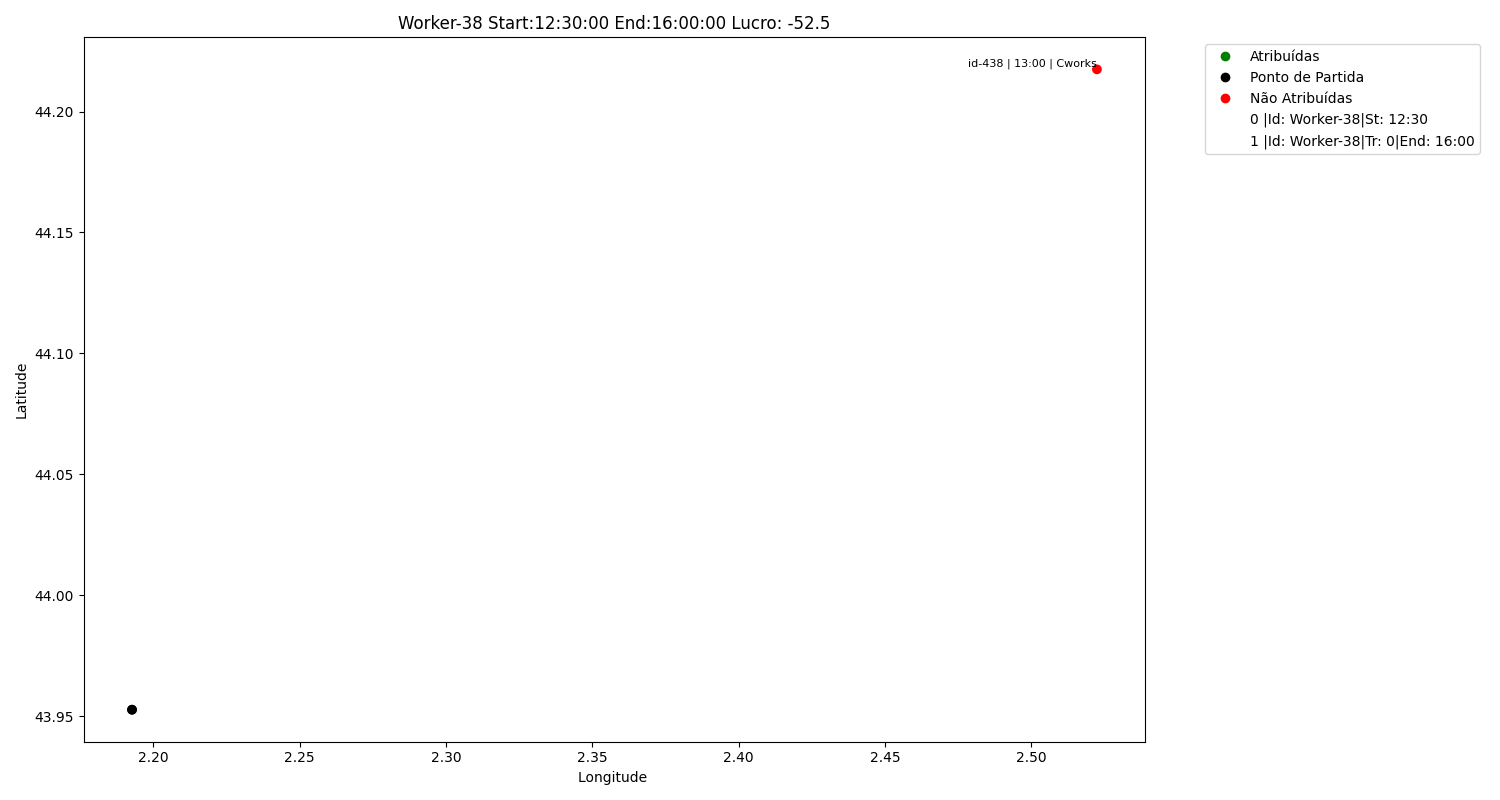 Worker-38 Start:12:30:00 End:16:00:00 Lucro: -52.5
id-438 | 13:00 | Cworks
Atribuídas
Ponto de Partida
Não Atribuídas
0 |Id: Worker-38|St: 12:30
1 |Id: Worker-38|Tr: 0|End: 16:00
Latitude
44.20
44.15
44.10
44.05
44.00
43.95
2.20 2.25 2.30 2.35 2.40 2.45 2.50
Longitude